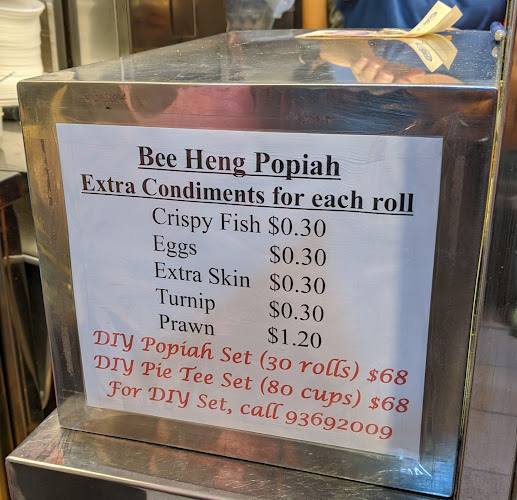 Bee Heng Popiah
Extra Condiments for each roll
Crispy Fish $0.30
Eggs $0.30
Extra Skin $0.30
Turnip $0.30
Prawn $1.20
DIY Popiah Set (30 rolls) $68
DIY Pie Tee Set (80 cups) $68
For DIY Set, call 93692009